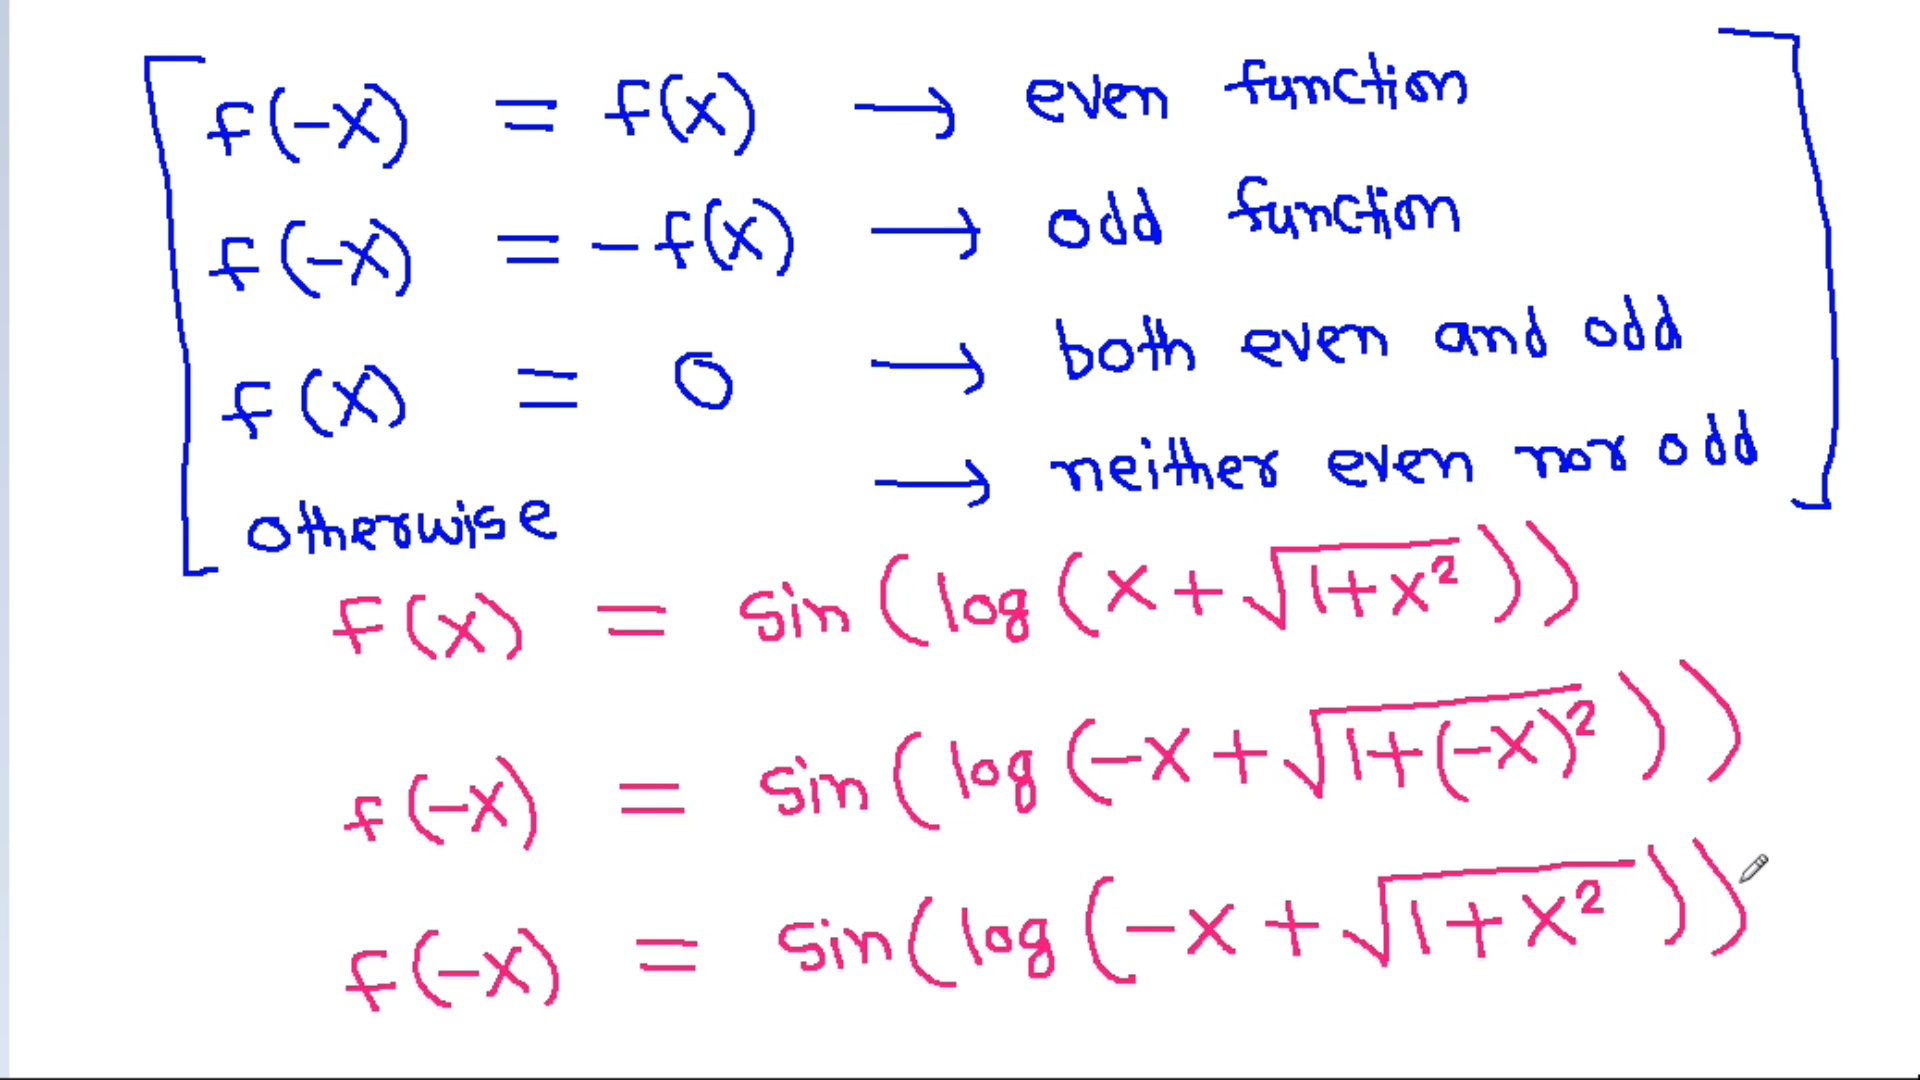 f(-x) = f(x) → even function
f(-x) = -f(x) → odd function
f(x) = 0 → both even and odd
otherwise → neither even nor odd
f(x) = sin(log(x+√(1+x²)))
f(-x) = sin(log(-x+√(1+(-x)²)))
f(-x) = sin(log(-x+√(1+x²)))